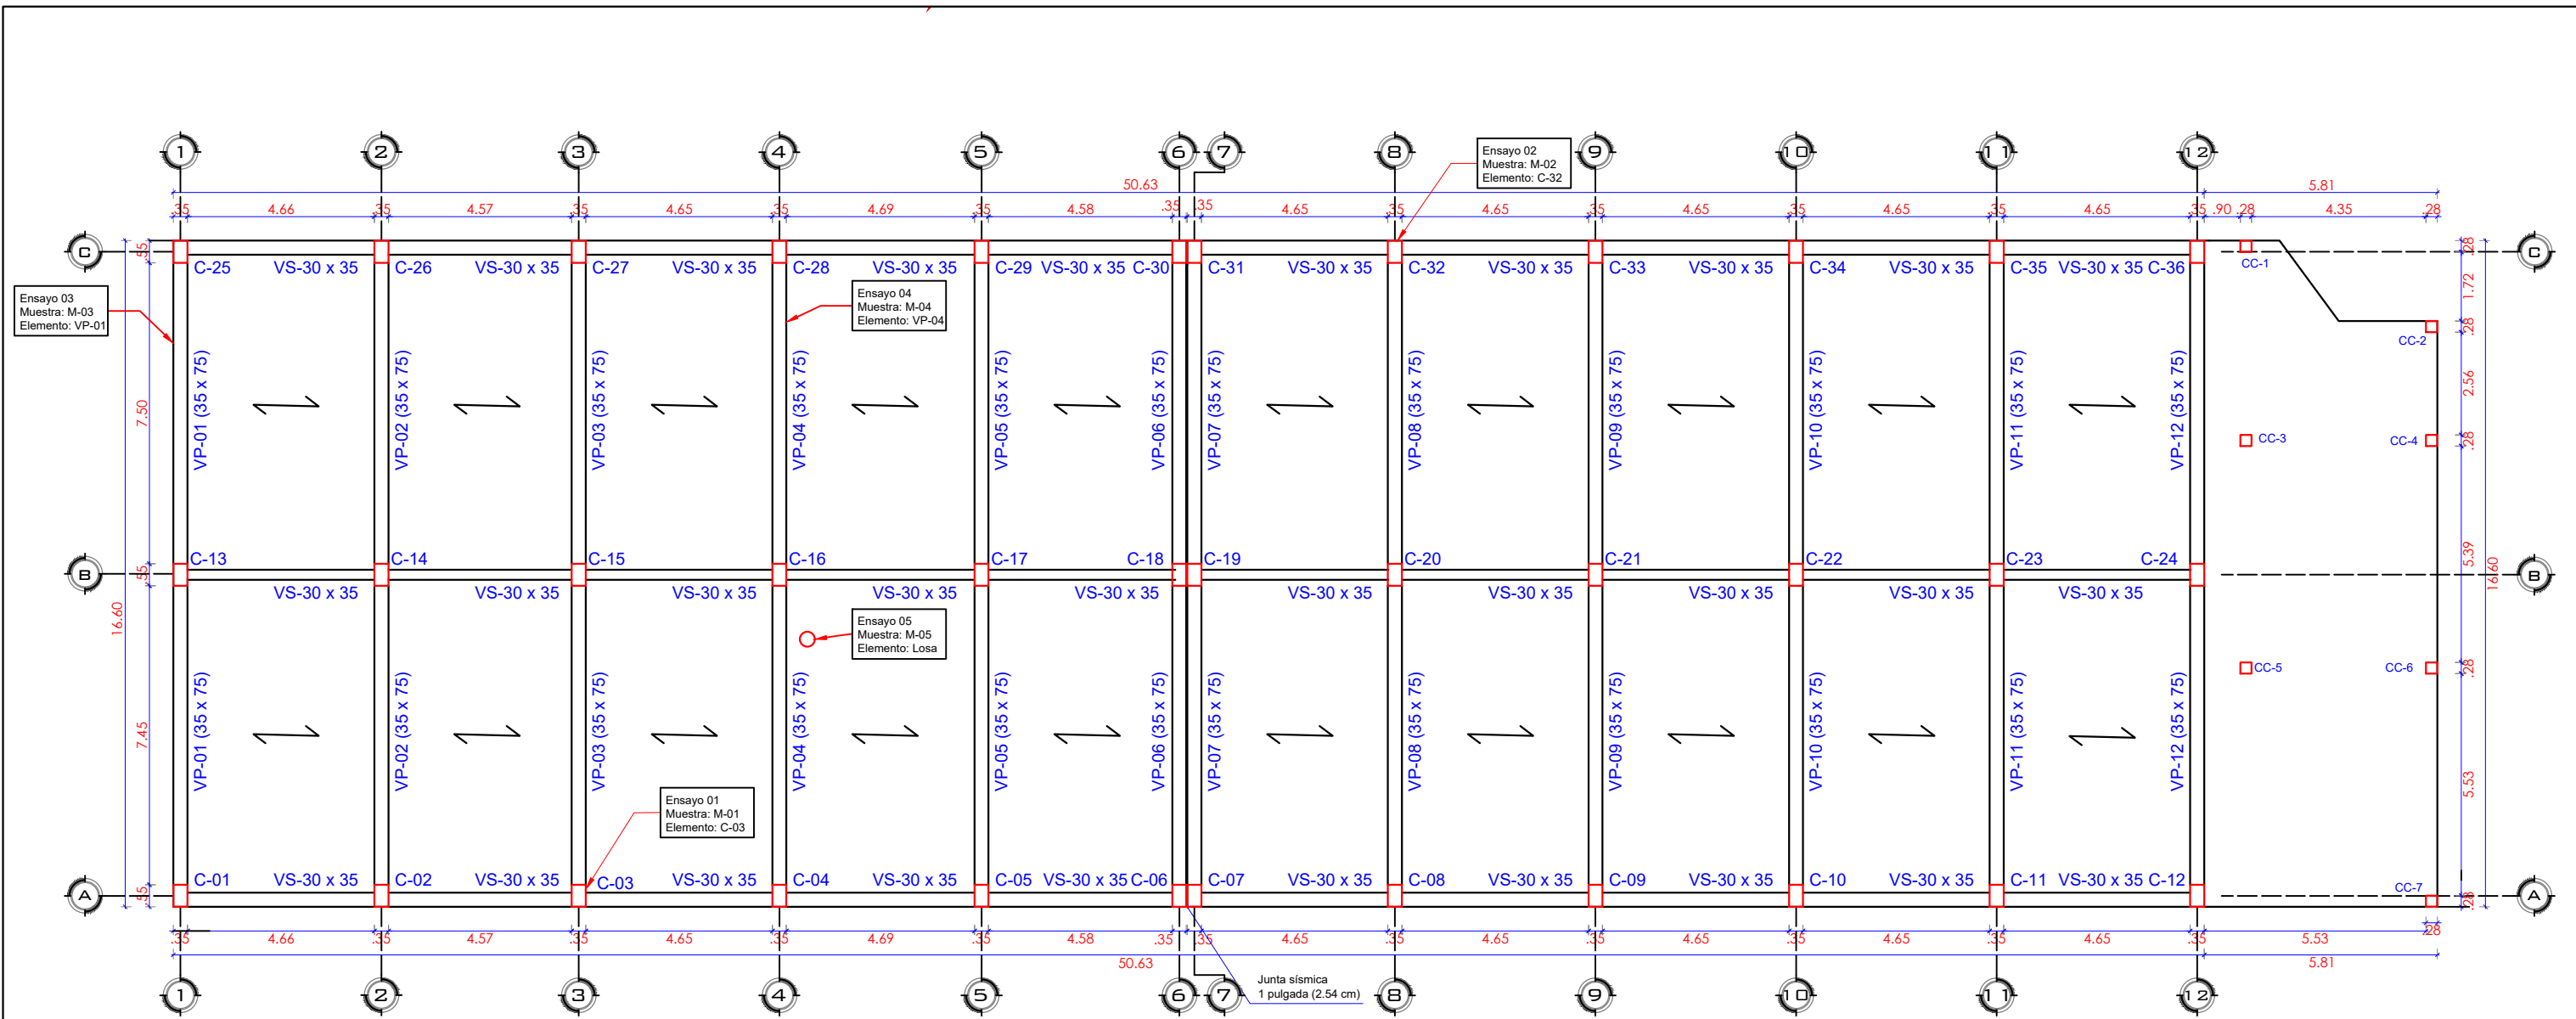 1 2 3 4 5 6 7 8 9 10 11 12
Ensayo 02
Muestra: M-02
Elemento: C-32
50.63 5.81
.35 4.66 .35 4.57 .35 4.65 .35 4.69 .35 4.58 .35 .35 4.65 .35 4.65 .35 4.65 .35 4.65 .35 4.65 .35 .90 .28 4.35 .28
C .55 .28 C
C-25 VS-30 x 35 C-26 VS-30 x 35 C-27 VS-30 x 35 C-28 VS-30 x 35 C-29 VS-30 x 35 C-30 C-31 VS-30 x 35 C-32 VS-30 x 35 C-33 VS-30 x 35 C-34 VS-30 x 35 C-35 VS-30 x 35 C-36 CC-1
1.72
Ensayo 03
Muestra: M-03
Elemento: VP-01
Ensayo 04
Muestra: M-04
Elemento: VP-04
.28
CC-2
VP-01 (35 x 75) VP-02 (35 x 75) VP-03 (35 x 75) VP-04 (35 x 75) VP-05 (35 x 75) VP-06 (35 x 75) VP-07 (35 x 75) VP-08 (35 x 75) VP-09 (35 x 75) VP-10 (35 x 75) VP-11 (35 x 75) VP-12 (35 x 75)
7.50 2.56
CC-3 CC-4 .28
C-13 C-14 C-15 C-16 C-17 C-18 C-19 C-20 C-21 C-22 C-23 C-24 5.39
B .55 B
VS-30 x 35 VS-30 x 35 VS-30 x 35 VS-30 x 35 VS-30 x 35 VS-30 x 35 VS-30 x 35 VS-30 x 35 VS-30 x 35 VS-30 x 35
16.60 16.60
Ensayo 05
Muestra: M-05
Elemento: Losa
CC-5 CC-6 .28
VP-01 (35 x 75) VP-02 (35 x 75) VP-03 (35 x 75) VP-04 (35 x 75) VP-05 (35 x 75) VP-06 (35 x 75) VP-07 (35 x 75) VP-08 (35 x 75) VP-09 (35 x 75) VP-10 (35 x 75) VP-11 (35 x 75) VP-12 (35 x 75)
7.45 5.53
Ensayo 01
Muestra: M-01
Elemento: C-03
C-01 VS-30 x 35 C-02 VS-30 x 35 C-03 VS-30 x 35 C-04 VS-30 x 35 C-05 VS-30 x 35 C-06 C-07 VS-30 x 35 C-08 VS-30 x 35 C-09 VS-30 x 35 C-10 VS-30 x 35 C-11 VS-30 x 35 C-12 CC-7
A .55 .28 A
.35 4.66 .35 4.57 .35 4.65 .35 4.69 .35 4.58 .35 .35 4.65 .35 4.65 .35 4.65 .35 4.65 .35 4.65 .35 5.53 .28
50.63 5.81
Junta sísmica
1 pulgada (2.54 cm)
1 2 3 4 5 6 7 8 9 10 11 12